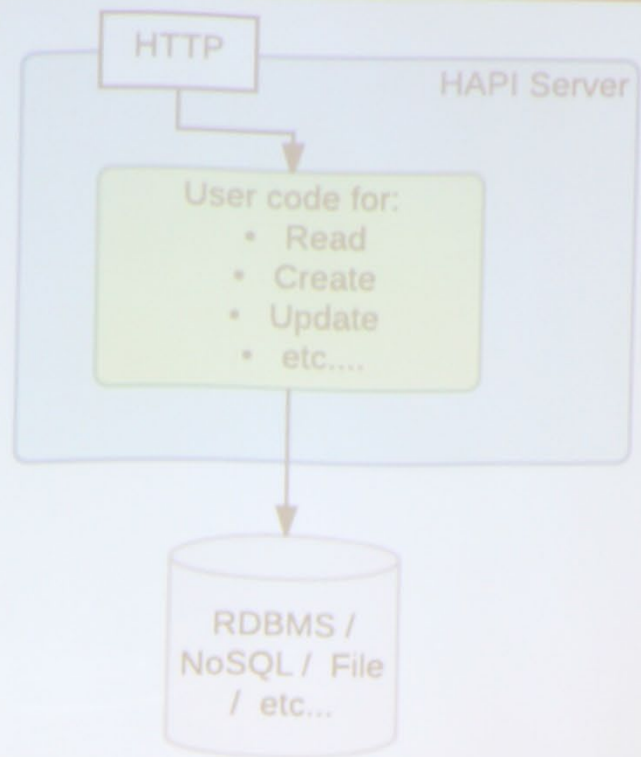 HTTP
HAPI Server
User code for:
• Read
• Create
• Update
• etc....
RDBMS /
NoSQL / File
/ etc...